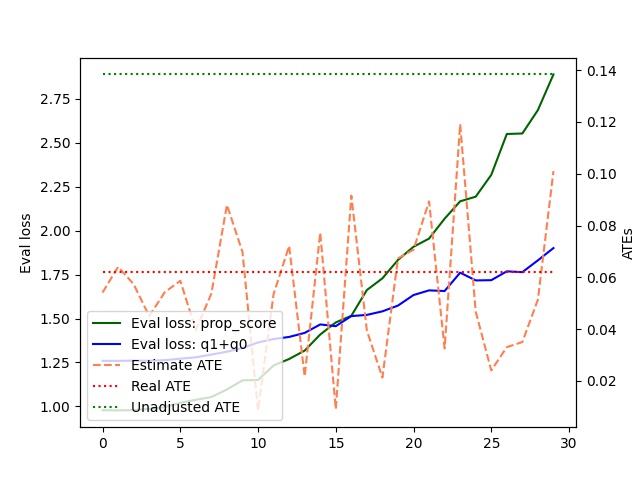 2.75
2.50
2.25
2.00
1.75
1.50
1.25
1.00
Eval loss
0.14
0.12
0.10
0.08
0.06
0.04
0.02
ATEs
Eval loss: prop_score
Eval loss: q1+q0
Estimate ATE
Real ATE
Unadjusted ATE
0 5 10 15 20 25 30